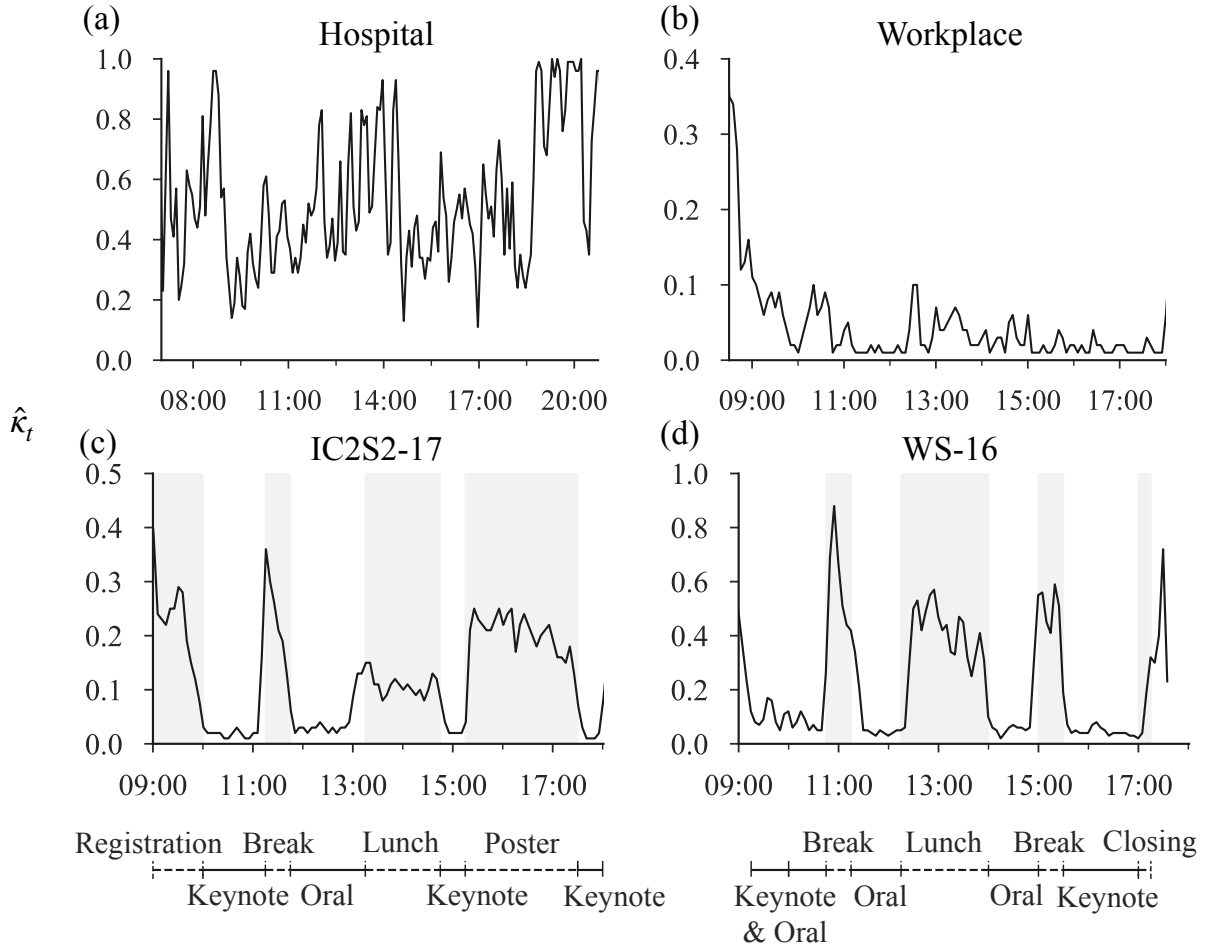 (a) Hospital
(b) Workplace
1.0
0.8
0.6
0.4
0.2
0.0
08:00 11:00 14:00 17:00 20:00
0.4
0.3
0.2
0.1
0.0
09:00 11:00 13:00 15:00 17:00
κ̂t
(c) IC2S2-17
(d) WS-16
0.5
0.4
0.3
0.2
0.1
0.0
09:00 11:00 13:00 15:00 17:00
1.0
0.8
0.6
0.4
0.2
0.0
09:00 11:00 13:00 15:00 17:00
Registration Break Lunch Poster
Keynote Oral Keynote Keynote
Break Lunch Break Closing
Keynote Oral Oral Keynote
& Oral